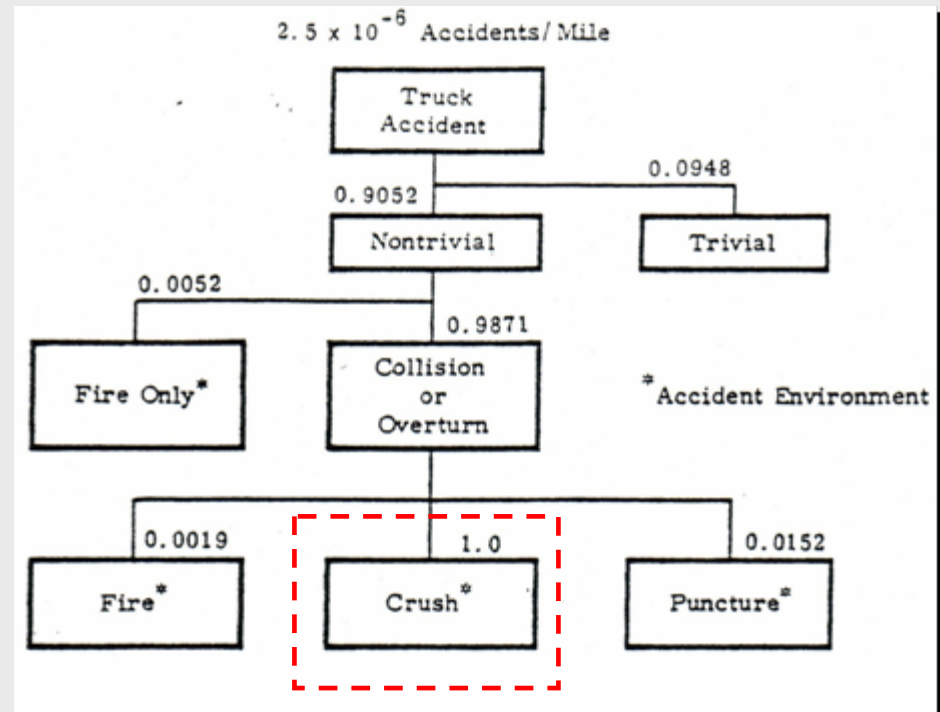 2.5 x 10⁻⁶ Accidents/Mile
Truck
Accident
0.9052
0.0948
Nontrivial
Trivial
0.0052
0.9871
Fire Only*
Collision
or
Overturn
*Accident Environment
0.0019
1.0
0.0152
Fire*
Crush*
Puncture*